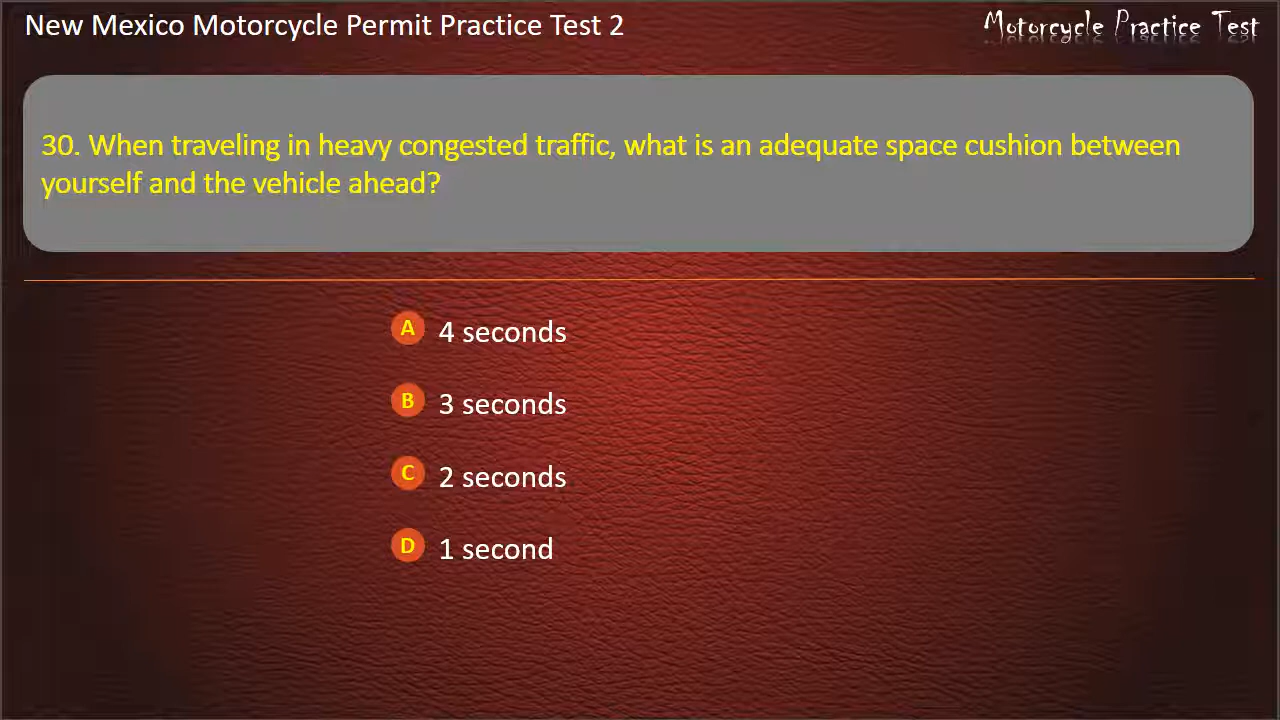 New Mexico Motorcycle Permit Practice Test 2
Motorcycle Practice Test
30. When traveling in heavy congested traffic, what is an adequate space cushion between
yourself and the vehicle ahead?
A 4 seconds
B 3 seconds
C 2 seconds
D 1 second